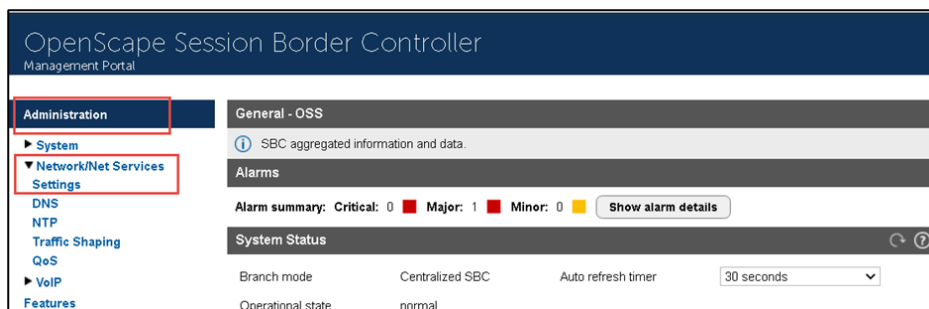 OpenScape Session Border Controller
Management Portal
Administration
System
Network/Net Services
Settings
DNS
NTP
Traffic Shaping
QoS
VoIP
Features
General - OSS
SBC aggregated information and data.
Alarms
Alarm summary: Critical: 0 Major: 1 Minor: 0 Show alarm details
System Status
Branch mode Centralized SBC Auto refresh timer 30 seconds
Operational state normal